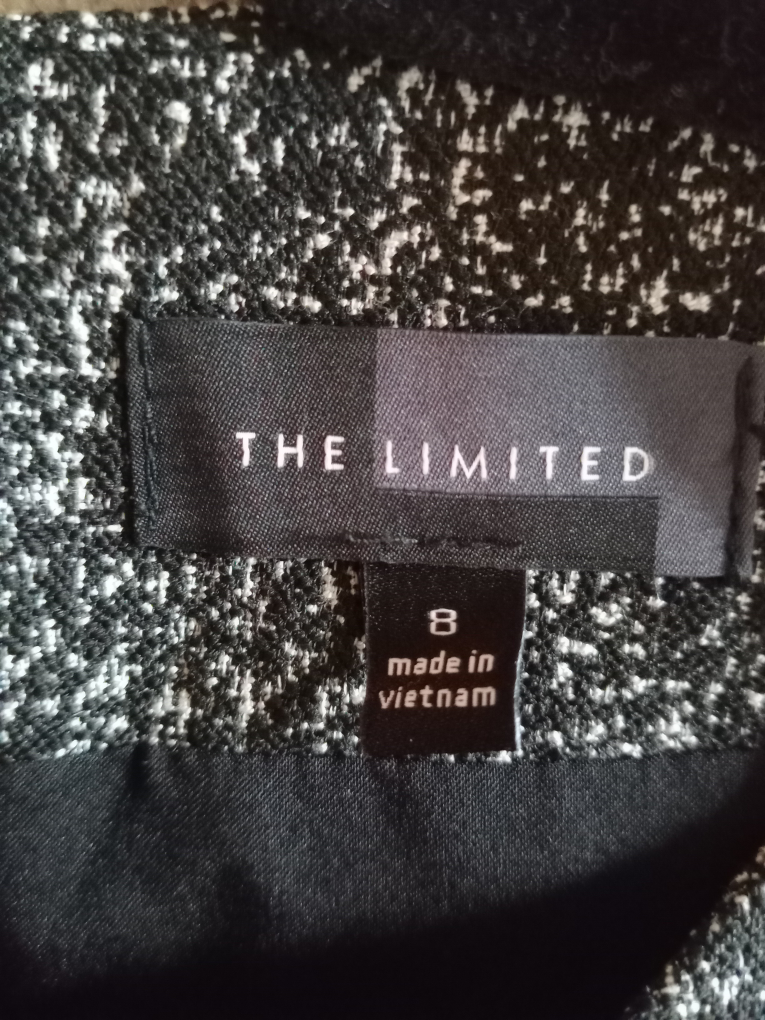 THE LIMITED
8
made in
vietnam